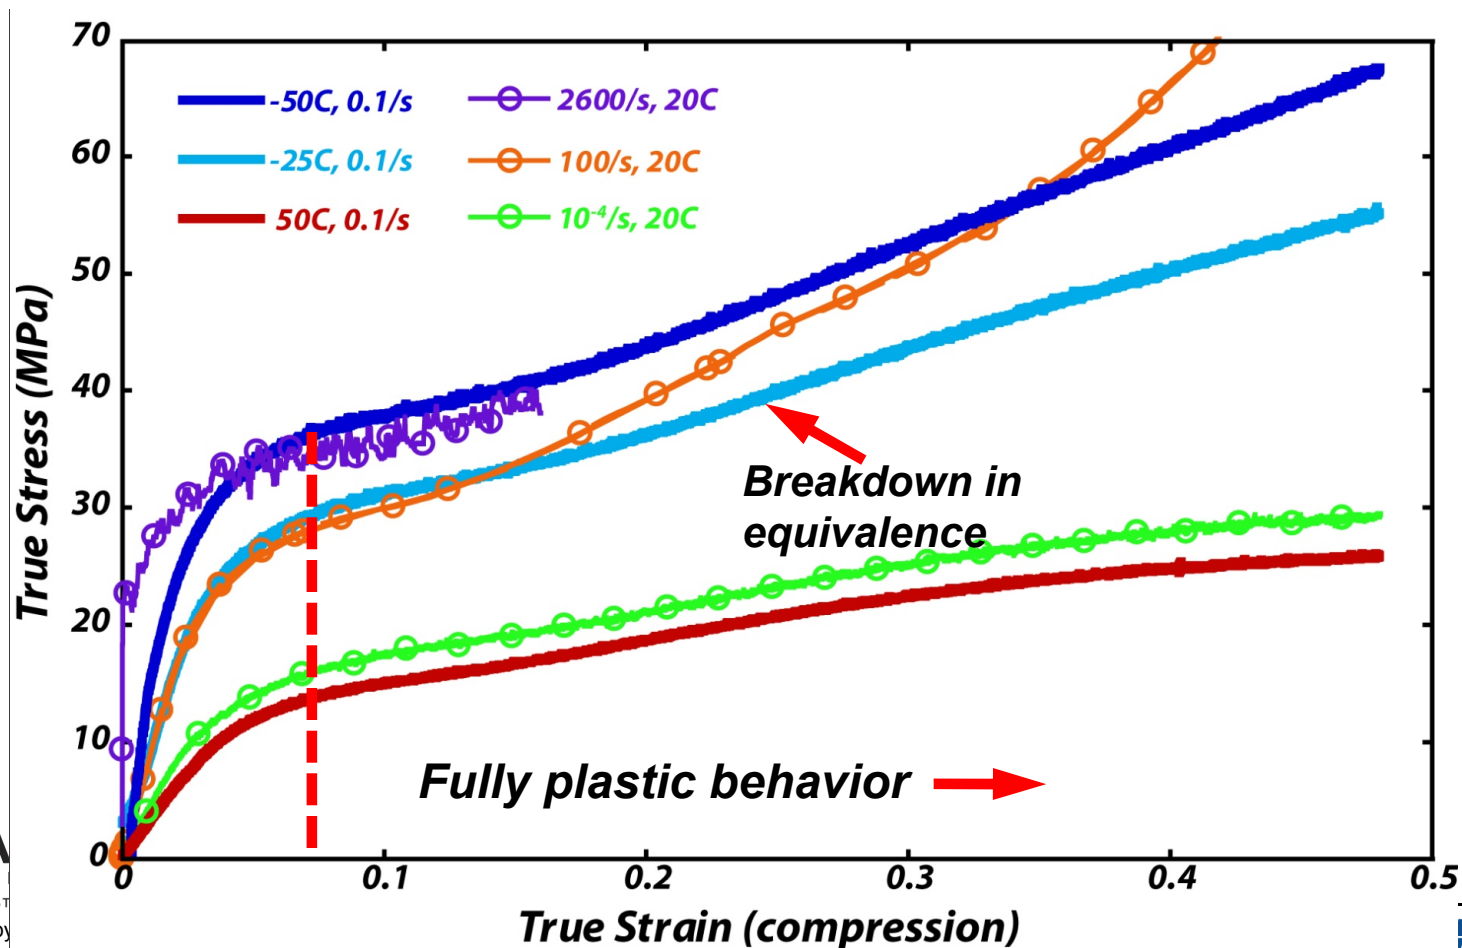 70
60
50
40
30
20
10
0
True Stress (MPa)
-50C, 0.1/s
-25C, 0.1/s
50C, 0.1/s
2600/s, 20C
100/s, 20C
10⁻⁴/s, 20C
Breakdown in
equivalence
Fully plastic behavior
0
0.1
0.2
0.3
0.4
0.5
True Strain (compression)